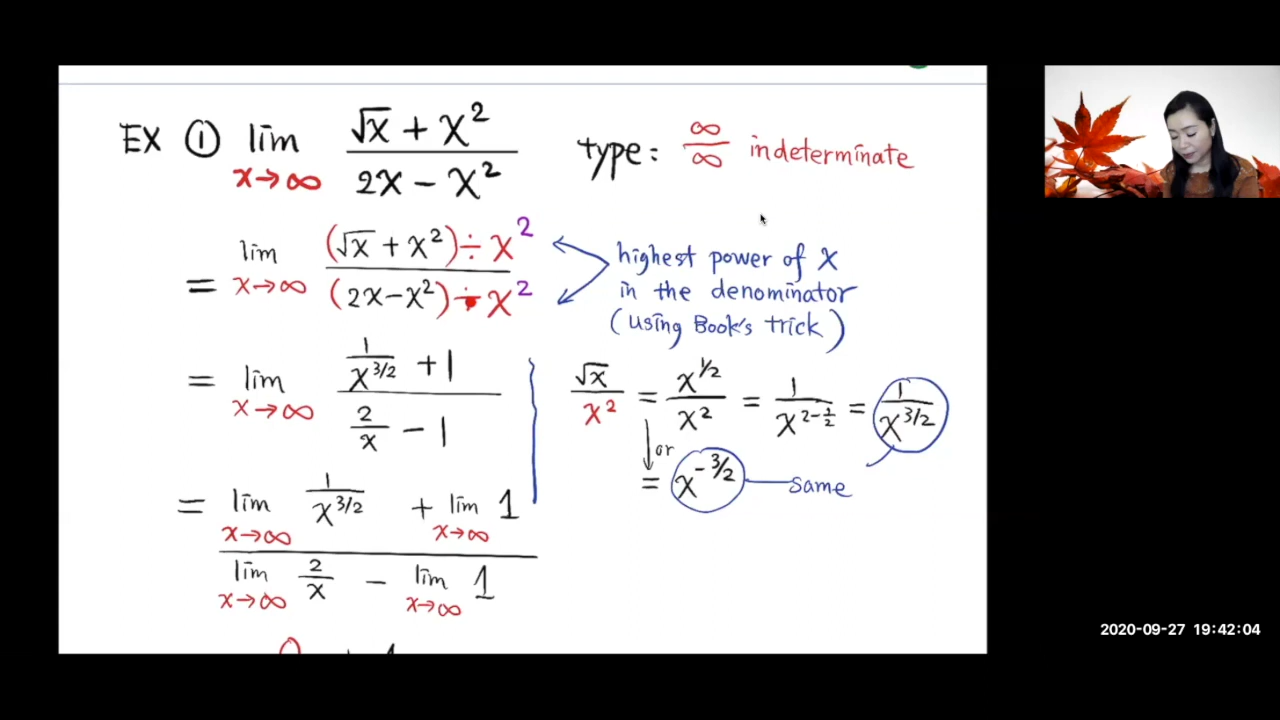 EX ① lim √x + x² / 2x − x² type: ∞/∞ indeterminate
x→∞
= lim x→∞ (√x + x²) ÷ x² / (2x − x²) ÷ x²
highest power of x
in the denominator
(using Book's trick)
= lim x→∞ (1/x^3/2 + 1) / (2/x − 1)
√x/x² = x^1/2 / x² = 1/x^2−1/2 = 1/x^3/2
or
= x^−3/2 same
= lim x→∞ 1/x^3/2 + lim x→∞ 1
lim x→∞ 2/x − lim x→∞ 1
2020-09-27 19:42:04